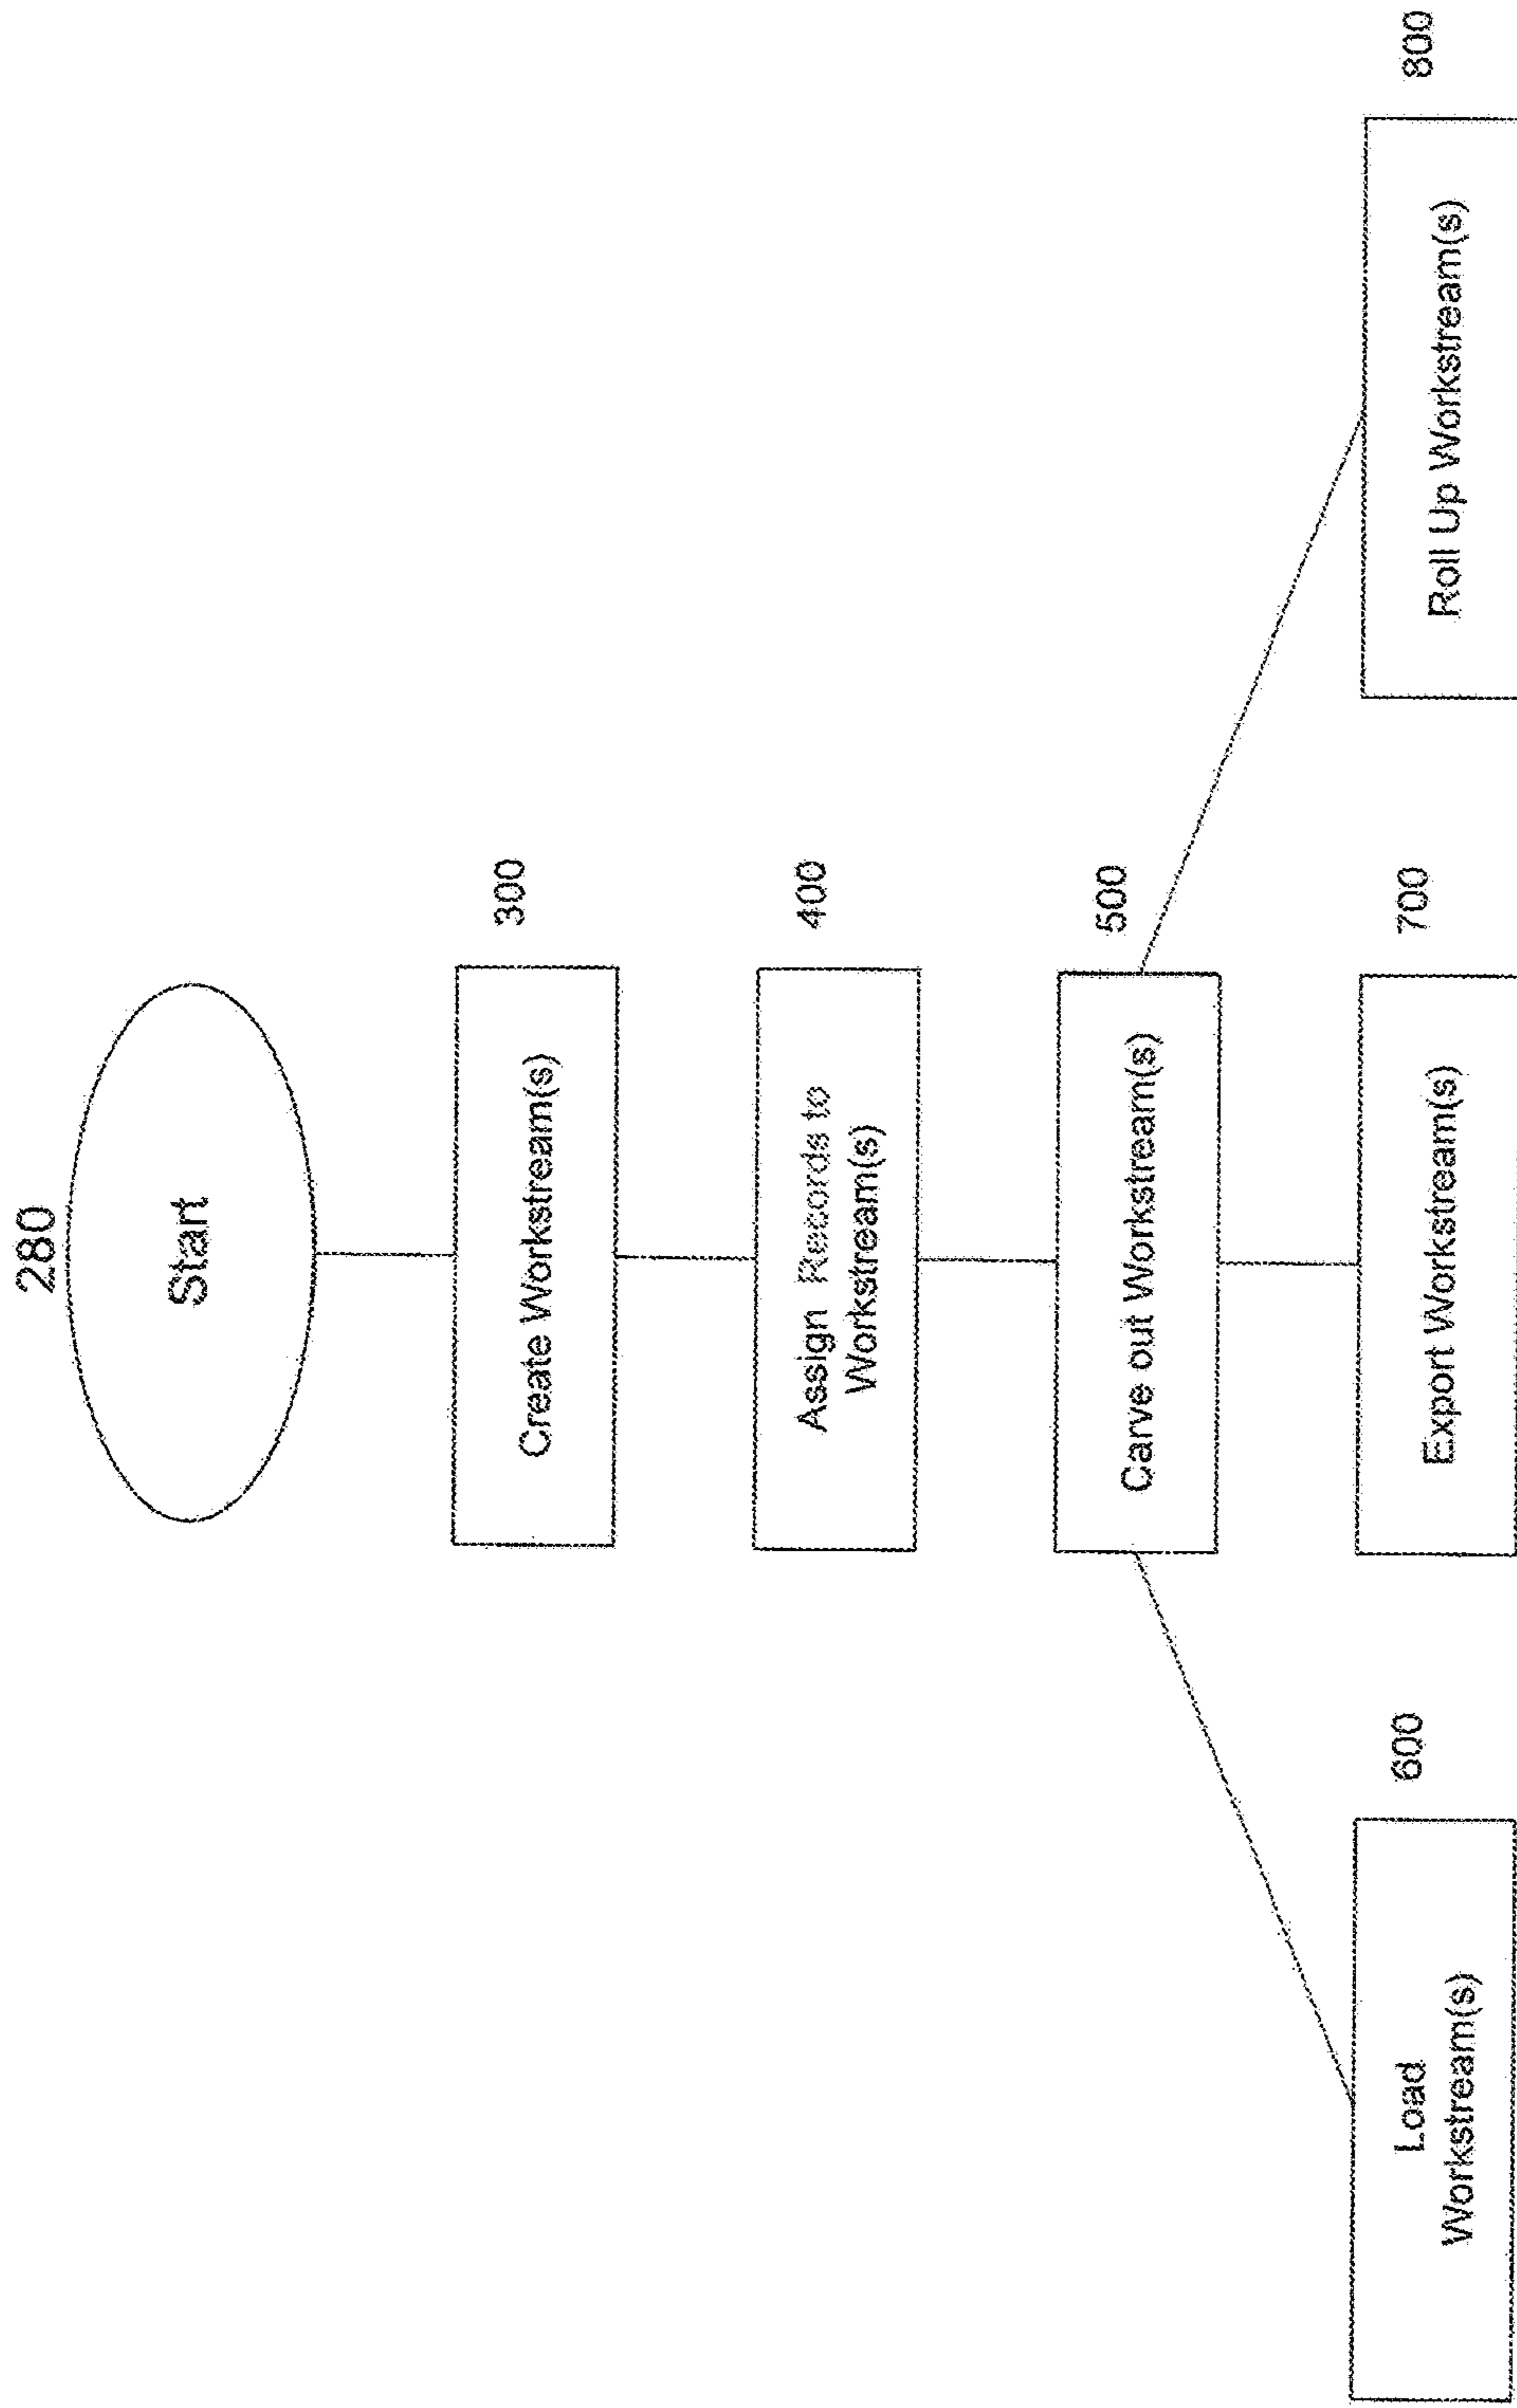 280
Start
300
Create Workstream(s)
400
Assign Records to
Workstream(s)
500
Carve out Workstream(s)
600
Load
Workstream(s)
700
Export Workstream(s)
800
Roll Up Workstream(s)